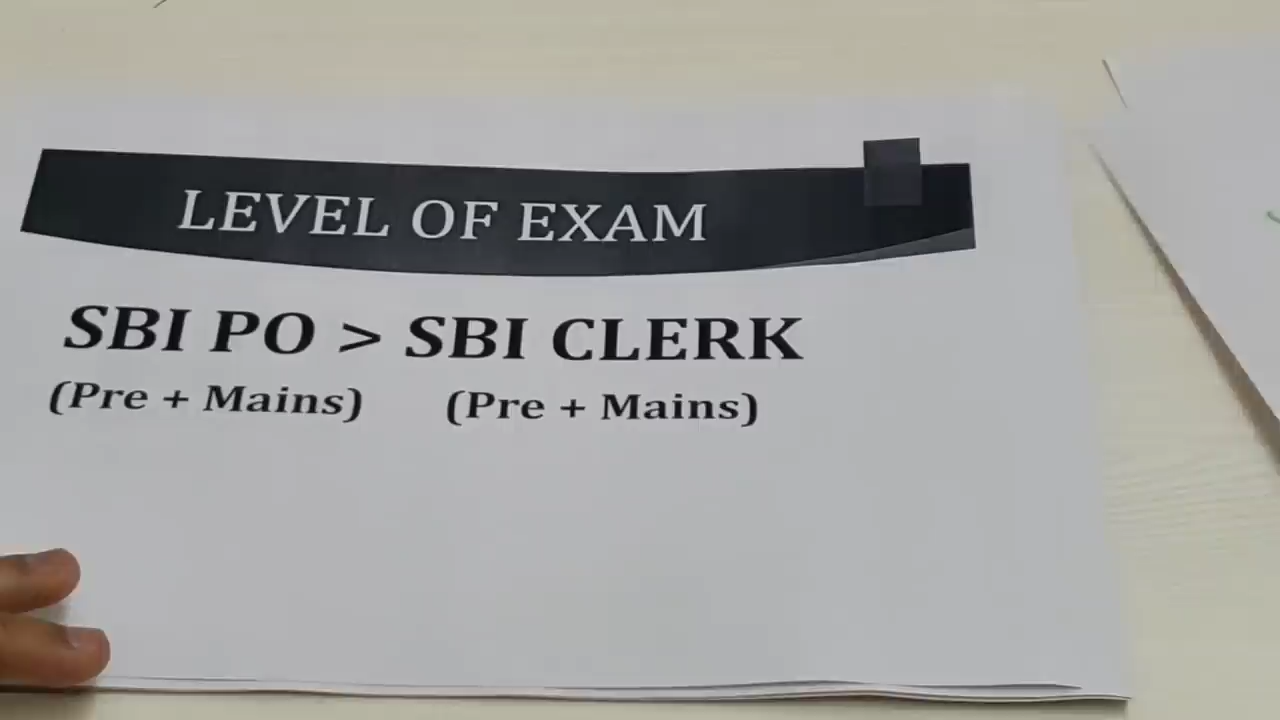 LEVEL OF EXAM
SBI PO > SBI CLERK
(Pre + Mains) (Pre + Mains)